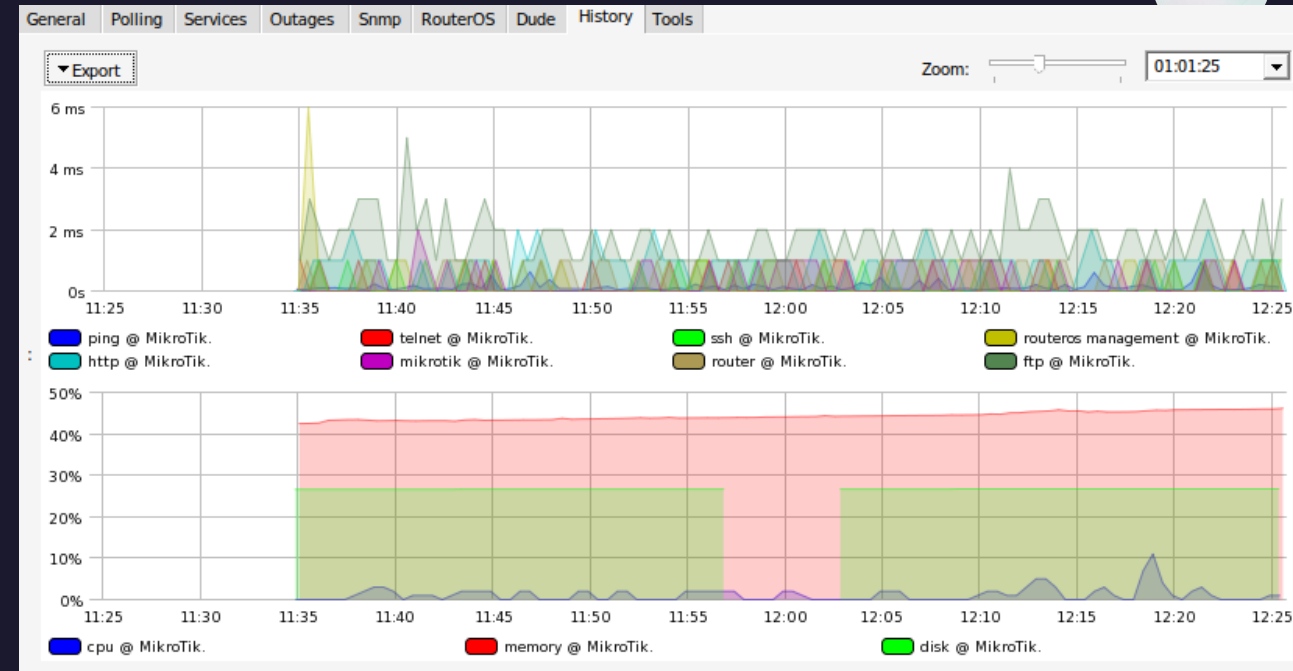 General Polling Services Outages Snmp RouterOS Dude History Tools
Export Zoom: 01:01:25
6 ms
4 ms
2 ms
0s
11:25 11:30 11:35 11:40 11:45 11:50 11:55 12:00 12:05 12:10 12:15 12:20 12:25
ping @ MikroTik. telnet @ MikroTik. ssh @ MikroTik. routeros management @ MikroTik.
:
http @ MikroTik. mikrotik @ MikroTik. router @ MikroTik. ftp @ MikroTik.
50%
40%
30%
20%
10%
0%
11:25 11:30 11:35 11:40 11:45 11:50 11:55 12:00 12:05 12:10 12:15 12:20 12:25
cpu @ MikroTik. memory @ MikroTik. disk @ MikroTik.